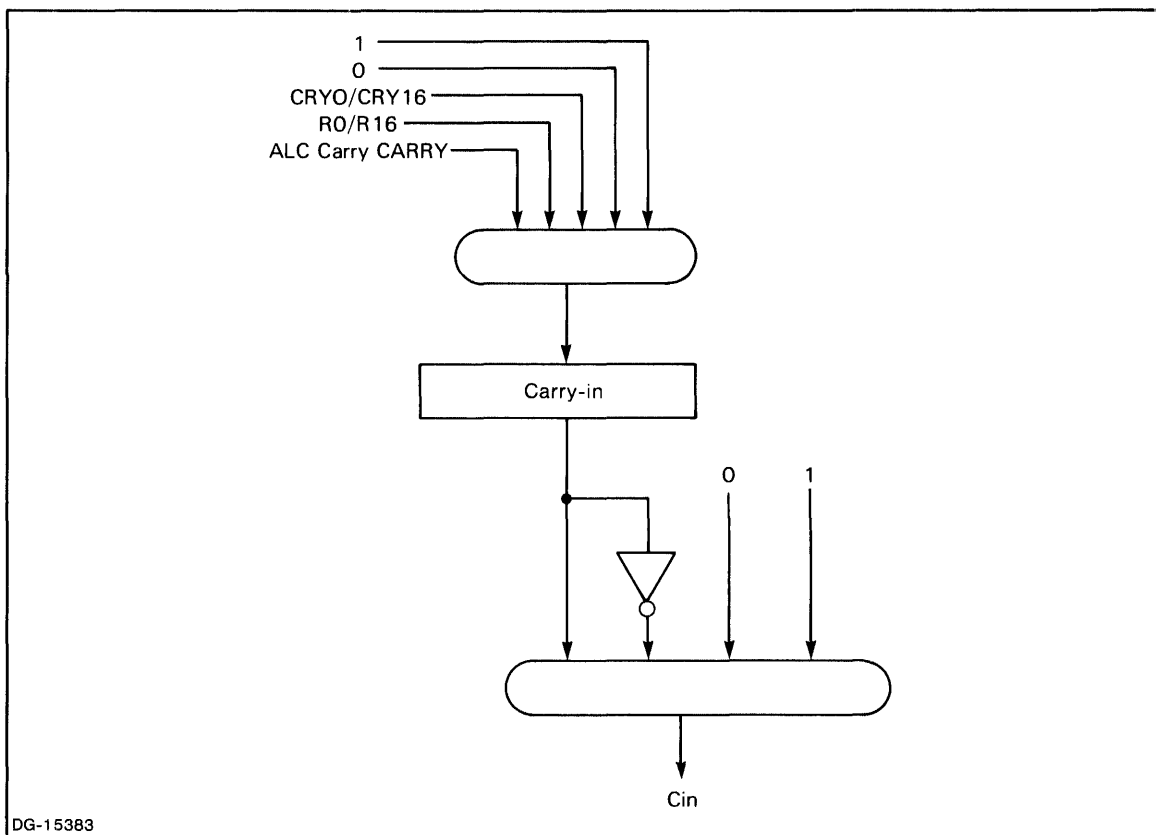 1
0
CRYO/CRY16
RO/R16
ALC Carry CARRY
Carry-in
0 1
Cin
DG-15383